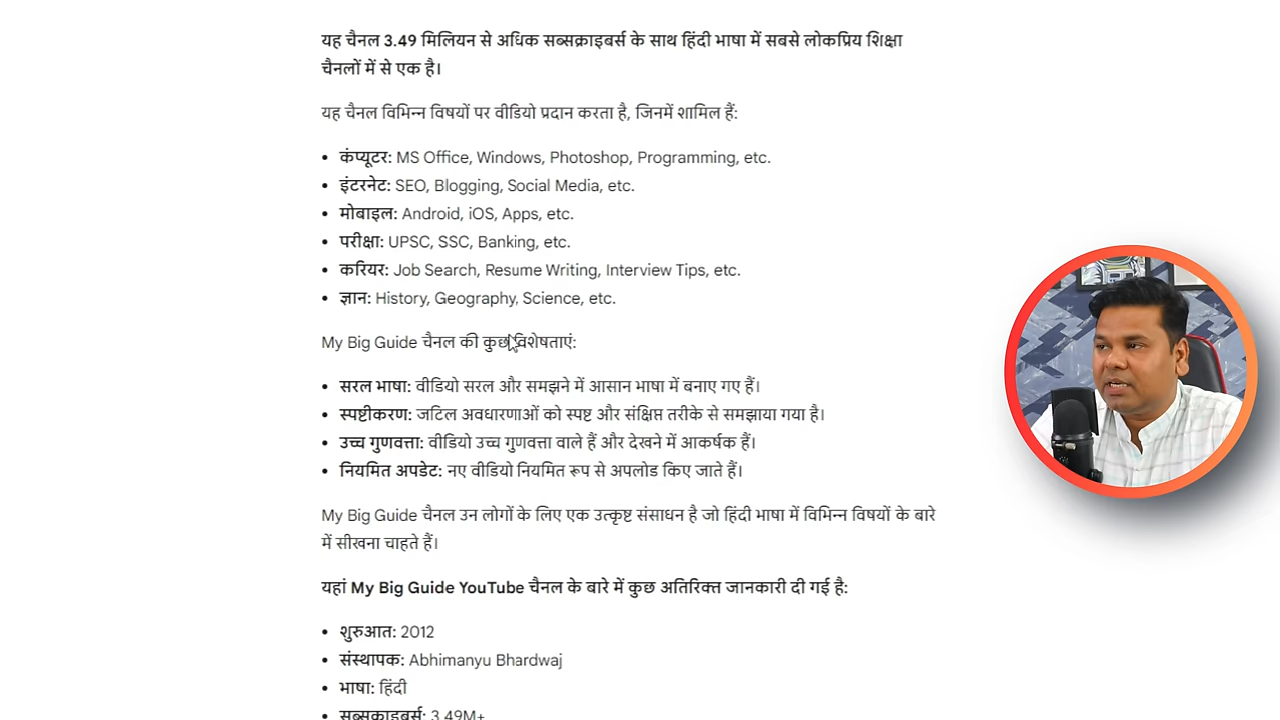 यह चैनल 3.49 मिलियन से अधिक सब्सक्राइबर्स के साथ हिंदी भाषा में सबसे लोकप्रिय शिक्षा
चैनलों में से एक है।
यह चैनल विभिन्न विषयों पर वीडियो प्रदान करता है, जिनमें शामिल हैं:
• कंप्यूटर: MS Office, Windows, Photoshop, Programming, etc.
• इंटरनेट: SEO, Blogging, Social Media, etc.
• मोबाइल: Android, iOS, Apps, etc.
• परीक्षा: UPSC, SSC, Banking, etc.
• करियर: Job Search, Resume Writing, Interview Tips, etc.
• ज्ञान: History, Geography, Science, etc.
My Big Guide चैनल की कुछ विशेषताएं:
• सरल भाषा: वीडियो सरल और समझने में आसान भाषा में बनाए गए हैं।
• स्पष्टीकरण: जटिल अवधारणाओं को स्पष्ट और संक्षिप्त तरीके से समझाया गया है।
• उच्च गुणवत्ता: वीडियो उच्च गुणवत्ता वाले हैं और देखने में आकर्षक हैं।
• नियमित अपडेट: नए वीडियो नियमित रूप से अपलोड किए जाते हैं।
My Big Guide चैनल उन लोगों के लिए एक उत्कृष्ट संसाधन है जो हिंदी भाषा में विभिन्न विषयों के बारे
में सीखना चाहते हैं।
यहां My Big Guide YouTube चैनल के बारे में कुछ अतिरिक्त जानकारी दी गई है:
• शुरुआत: 2012
• संस्थापक: Abhimanyu Bhardwaj
• भाषा: हिंदी
• सब्सक्राइबर्स: 3.49M+